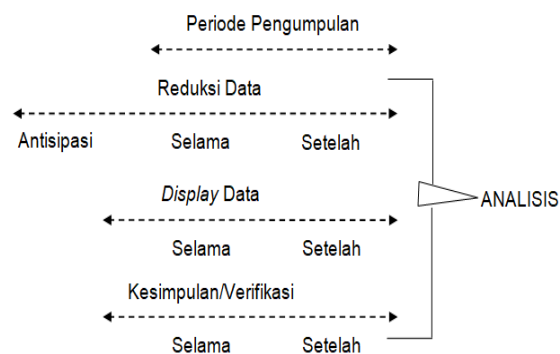 Periode Pengumpulan
Reduksi Data
Antisipasi Selama Setelah
Display Data
ANALISIS
Selama Setelah
Kesimpulan/Verifikasi
Selama Setelah